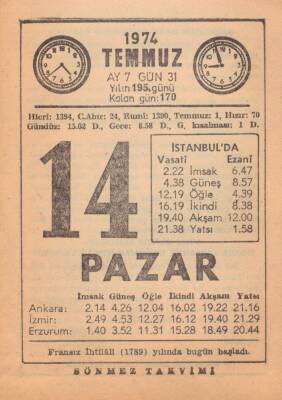 1974
TEMMUZ
AY 7 GÜN 31
Yılın 195. günü
Kalan gün: 170
Hicri: 1394, C.Ahır: 24, Rumi: 1390, Temmuz: 1, Hızır: 70
Gündüz: 15.02 D., Gece: 8.58 D., G, kısalması: 1 D.
14
İSTANBUL'DA
Vasati Ezani
2.22 İmsak 6.47
4.38 Güneş 8.57
12.19 Öğle 4.39
16.19 İkindi 8.38
19.40 Akşam 12.00
21.38 Yatsı 1.58
PAZAR
İmsak Güneş Öğle İkindi Akşam Yatsı
Ankara: 2.14 4.26 12.04 16.02 19.22 21.16
İzmir: 2.49 4.53 12.27 16.12 19.40 21.29
Erzurum: 1.40 3.52 11.31 15.28 18.49 20.44
Fransız İhtilâli (1789) yılında bugün başladı.
SÖNMEZ TAKVİMİ